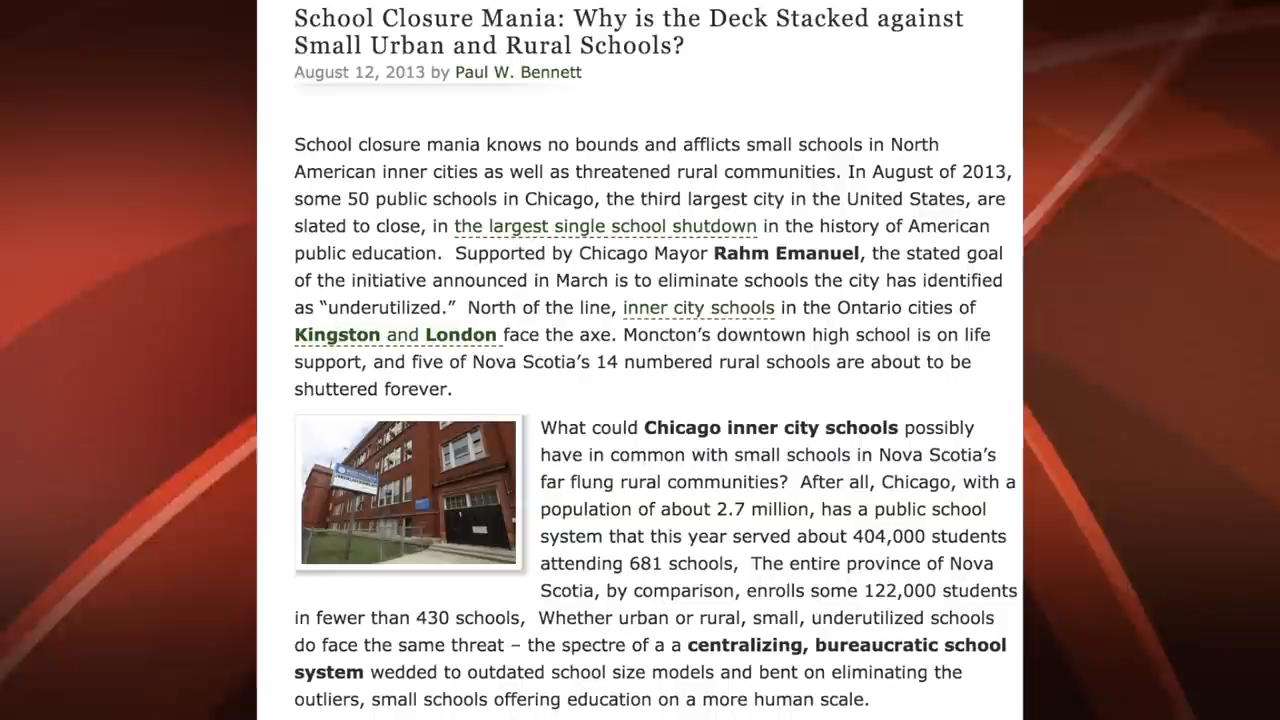 School Closure Mania: Why is the Deck Stacked against
Small Urban and Rural Schools?
August 12, 2013 by Paul W. Bennett
School closure mania knows no bounds and afflicts small schools in North
American inner cities as well as threatened rural communities. In August of 2013,
some 50 public schools in Chicago, the third largest city in the United States, are
slated to close, in the largest single school shutdown in the history of American
public education.  Supported by Chicago Mayor Rahm Emanuel, the stated goal
of the initiative announced in March is to eliminate schools the city has identified
as “underutilized.”  North of the line, inner city schools in the Ontario cities of
Kingston and London face the axe. Moncton’s downtown high school is on life
support, and five of Nova Scotia’s 14 numbered rural schools are about to be
shuttered forever.
What could Chicago inner city schools possibly
have in common with small schools in Nova Scotia’s
far flung rural communities?  After all, Chicago, with a
population of about 2.7 million, has a public school
system that this year served about 404,000 students
attending 681 schools,  The entire province of Nova
Scotia, by comparison, enrolls some 122,000 students
in fewer than 430 schools,  Whether urban or rural, small, underutilized schools
do face the same threat – the spectre of a a centralizing, bureaucratic school
system wedded to outdated school size models and bent on eliminating the
outliers, small schools offering education on a more human scale.